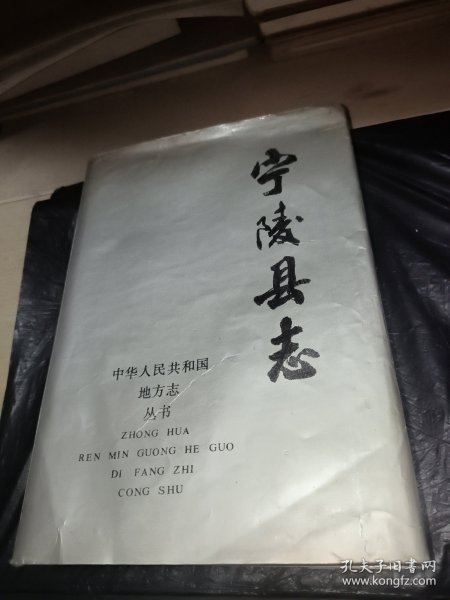 宁陵县志
中华人民共和国
地方志
丛书
ZHONG HUA
REN MIN GUONG HE GUO
Di FANG ZHI
CONG SHU
孔夫子旧书网
www.kongfz.com